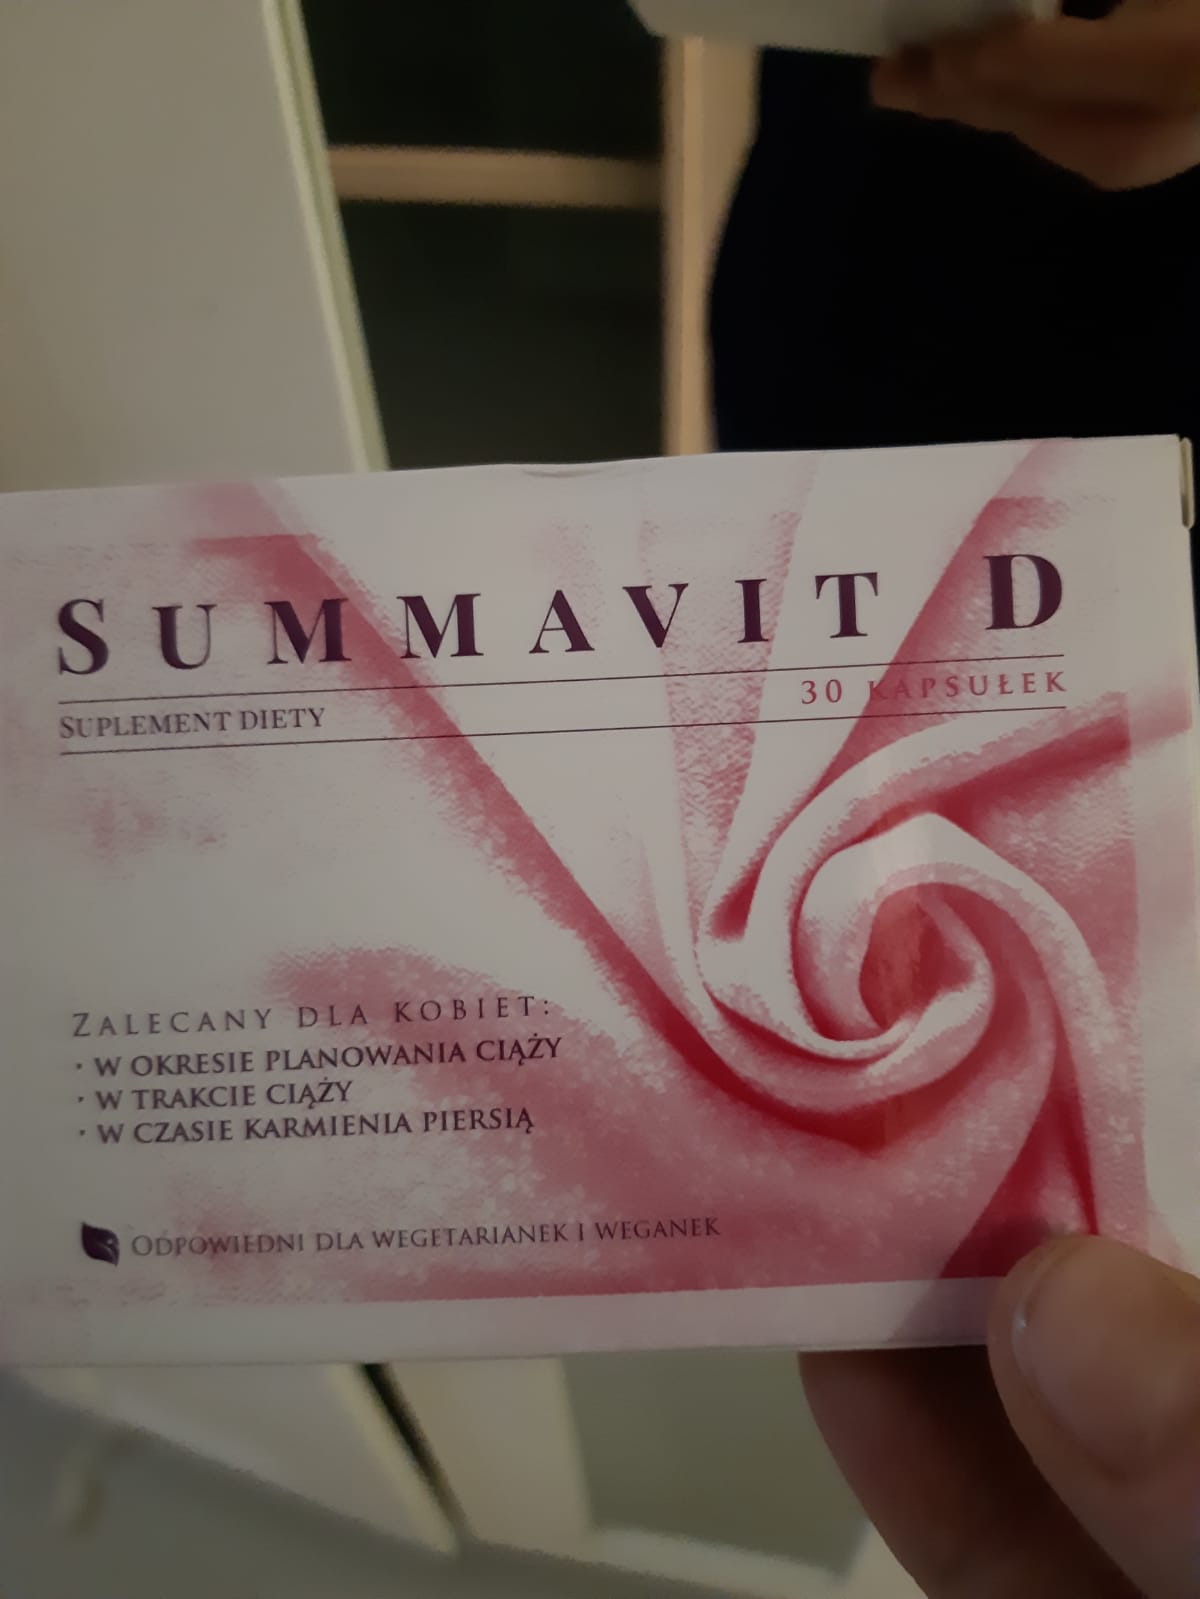 SUMMAVIT D
30 KAPSUŁEK
SUPLEMENT DIETY
ZALECANY DLA KOBIET:
· W OKRESIE PLANOWANIA CIĄŻY
· W TRAKCIE CIĄŻY
· W CZASIE KARMIENIA PIERSIĄ
ODPOWIEDNI DLA WEGETARIANEK I WEGANEK